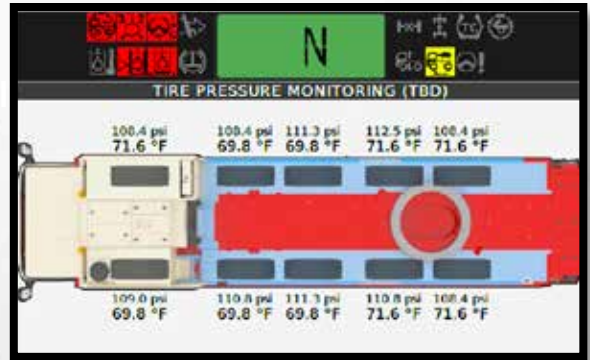 N
TC
TIRE PRESSURE MONITORING (TBD)
108.4 psi 108.4 psi 111.3 psi 112.5 psi 108.4 psi
71.6 °F 69.8 °F 69.8 °F 71.6 °F 71.6 °F
109.0 psi 110.8 psi 111.3 psi 110.8 psi 108.4 psi
69.8 °F 69.8 °F 69.8 °F 71.6 °F 71.6 °F